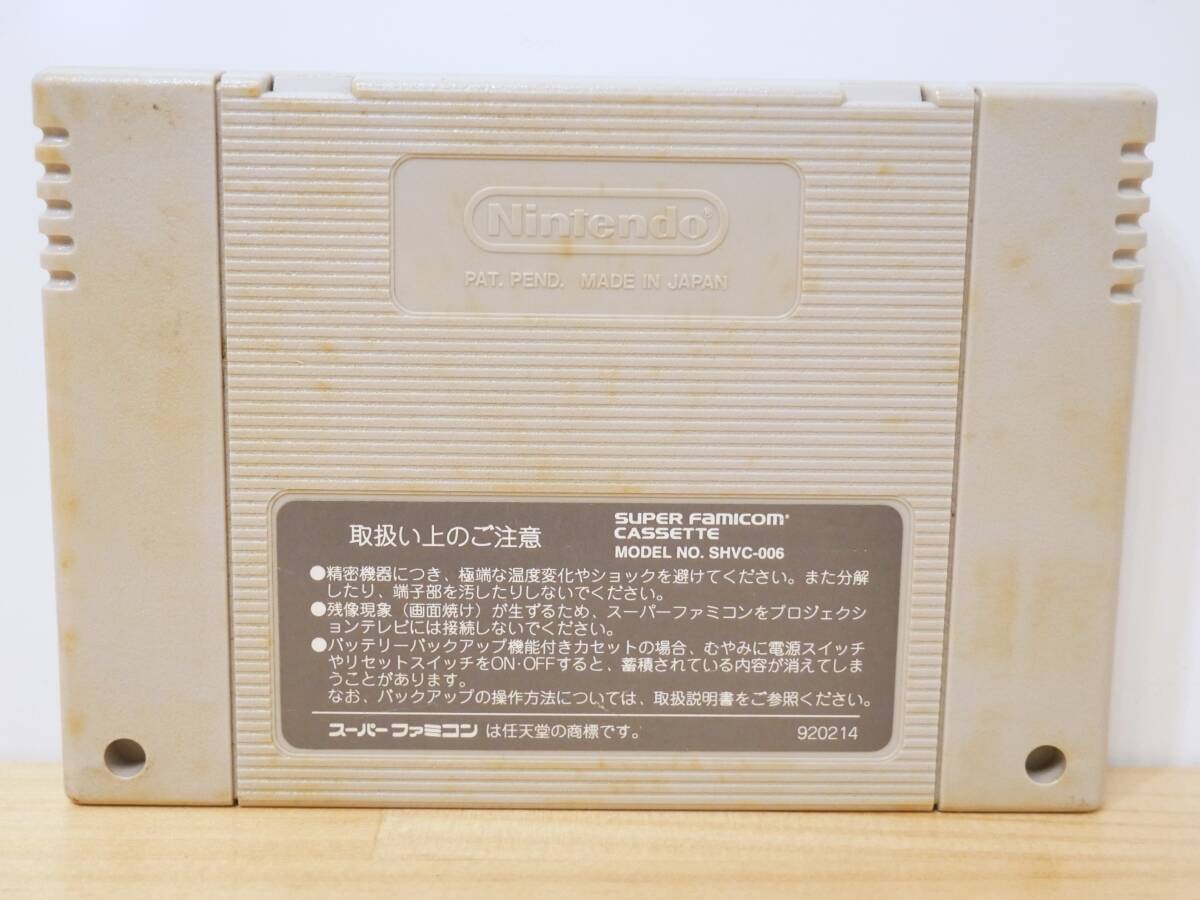 Nintendo®
PAT. PEND. MADE IN JAPAN
取扱い上のご注意
SUPER FAMICOM®
CASSETTE
MODEL NO. SHVC-006
●精密機器につき、極端な温度変化やショックを避けてください。また分解
したり、端子部を汚したりしないでください。
●残像現象(画面焼け)が生ずるため、スーパーファミコンをプロジェクシ
ョンテレビには接続しないでください。
●バッテリーバックアップ機能付きカセットの場合、むやみに電源スイッチ
やリセットスイッチをON・OFFすると、蓄積されている内容が消えてしま
うことがあります。
なお、バックアップの操作方法については、取扱説明書をご参照ください。
スーパーファミコン は任天堂の商標です。
920214